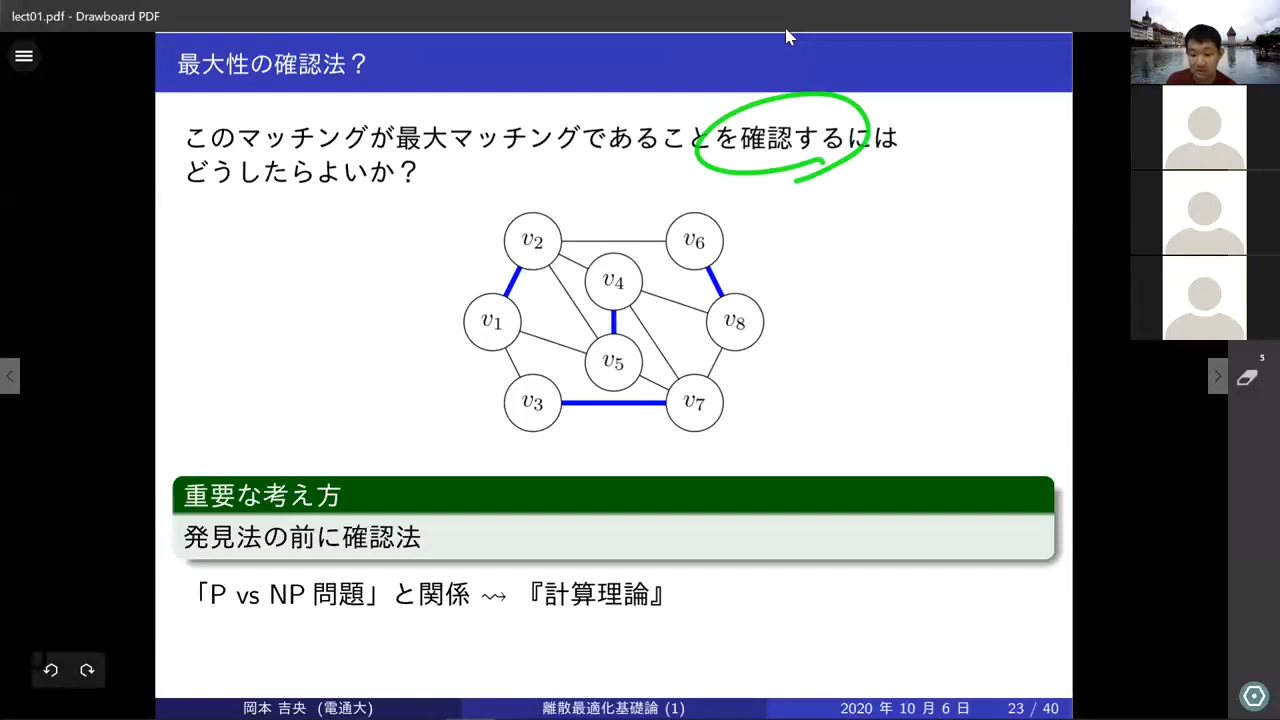 lect01.pdf - Drawboard PDF
最大性の確認法？
このマッチングが最大マッチングであることを確認するには
どうしたらよいか？
v2
v6
v4
v1
v8
v5
v3
v7
5
重要な考え方
発見法の前に確認法
「P vs NP 問題」と関係 ⇝ 『計算理論』
岡本 吉央 (電通大)
離散最適化基礎論 (1)
2020 年 10 月 6 日
23 / 40